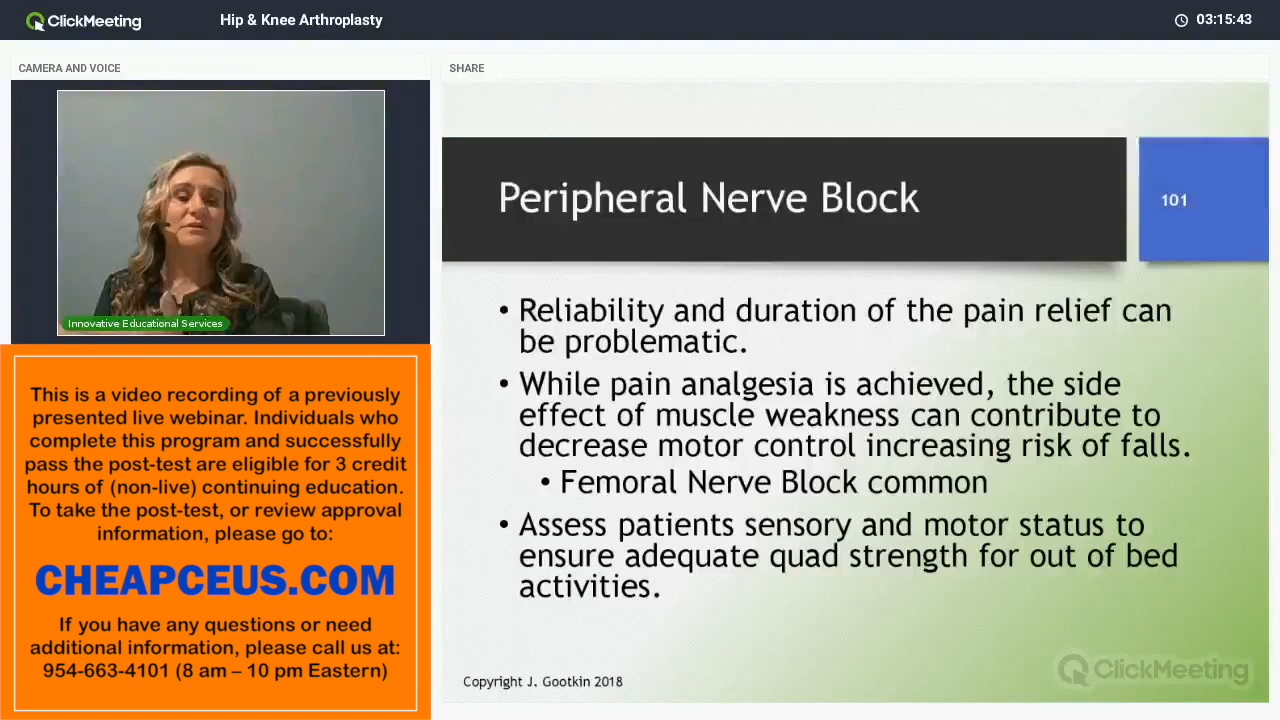 ClickMeeting
Hip & Knee Arthroplasty
03:15:43
CAMERA AND VOICE
Innovative Educational Services
This is a video recording of a previously
presented live webinar. Individuals who
complete this program and successfully
pass the post-test are eligible for 3 credit
hours of (non-live) continuing education.
To take the post-test, or review approval
information, please go to:
CHEAPCEUS.COM
If you have any questions or need
additional information, please call us at:
954-663-4101 (8 am – 10 pm Eastern)
SHARE
Peripheral Nerve Block
101
• Reliability and duration of the pain relief can
be problematic.
• While pain analgesia is achieved, the side
effect of muscle weakness can contribute to
decrease motor control increasing risk of falls.
• Femoral Nerve Block common
• Assess patients sensory and motor status to
ensure adequate quad strength for out of bed
activities.
Copyright J. Gootkin 2018
ClickMeeting